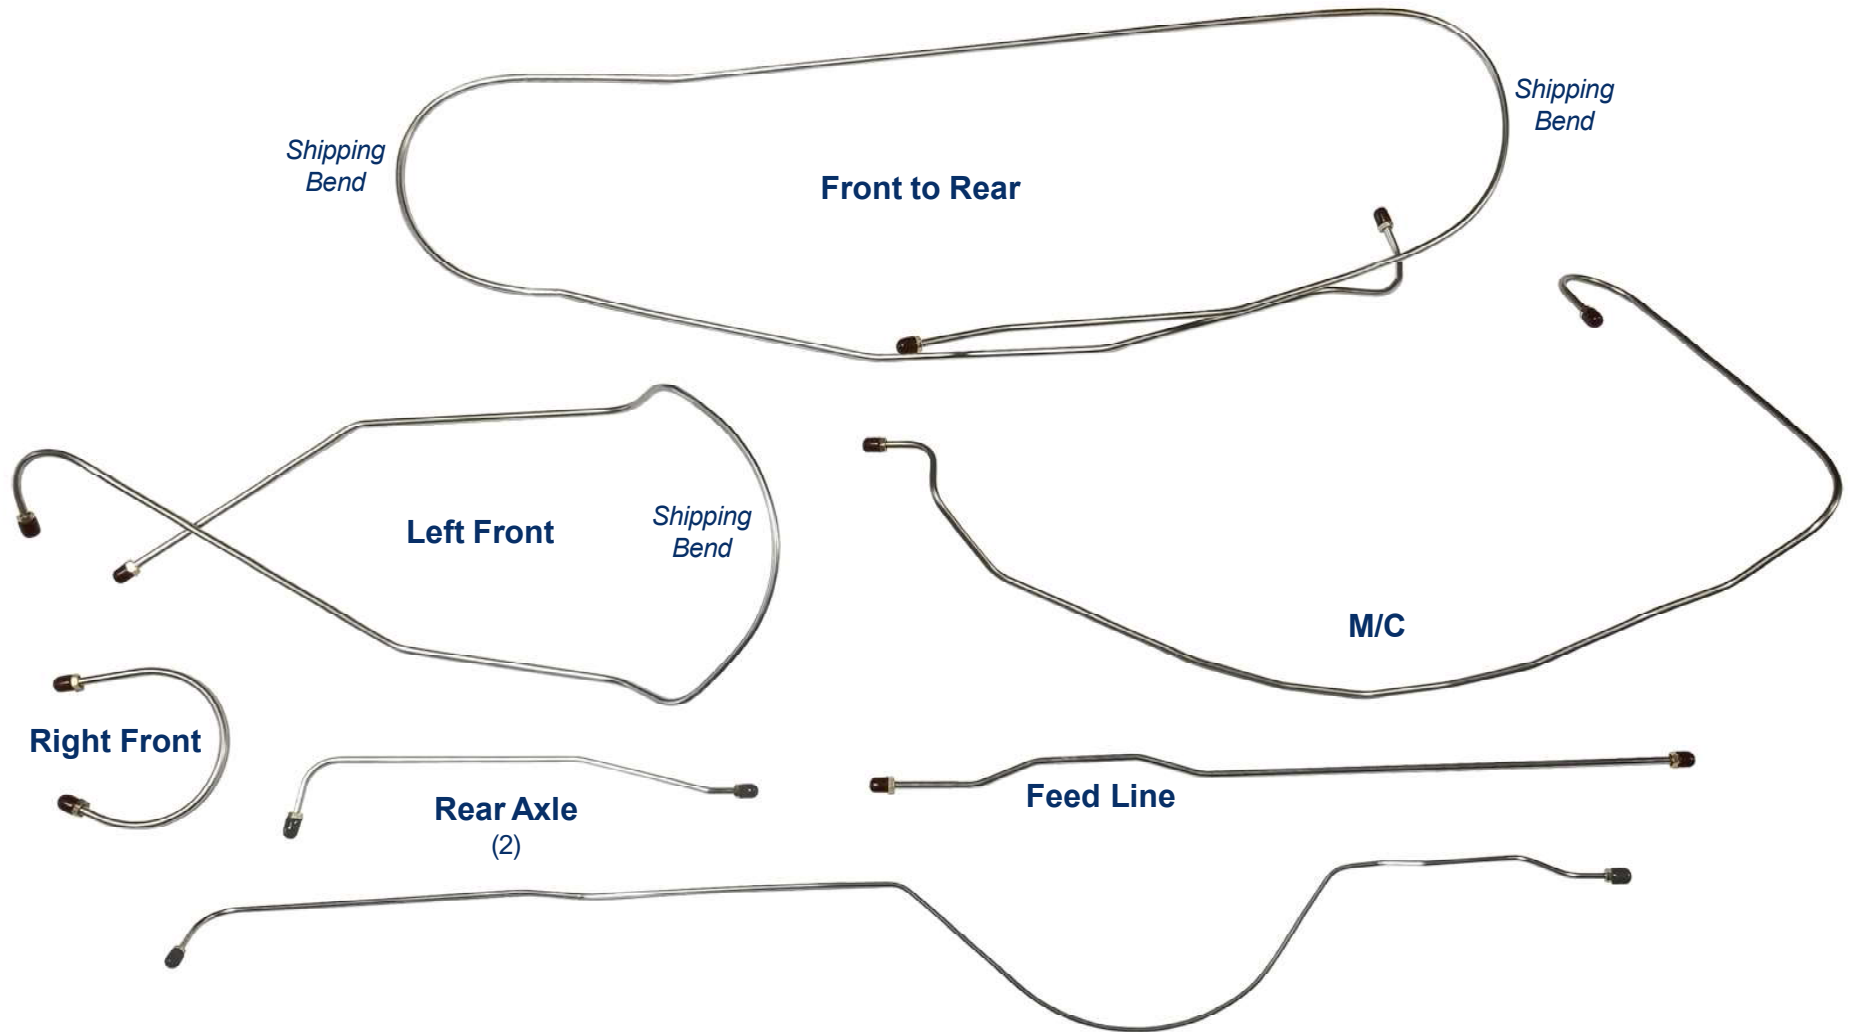 Shipping
Bend
Shipping
Bend
Front to Rear
Left Front
Shipping
Bend
M/C
Right Front
Rear Axle
(2)
Feed Line